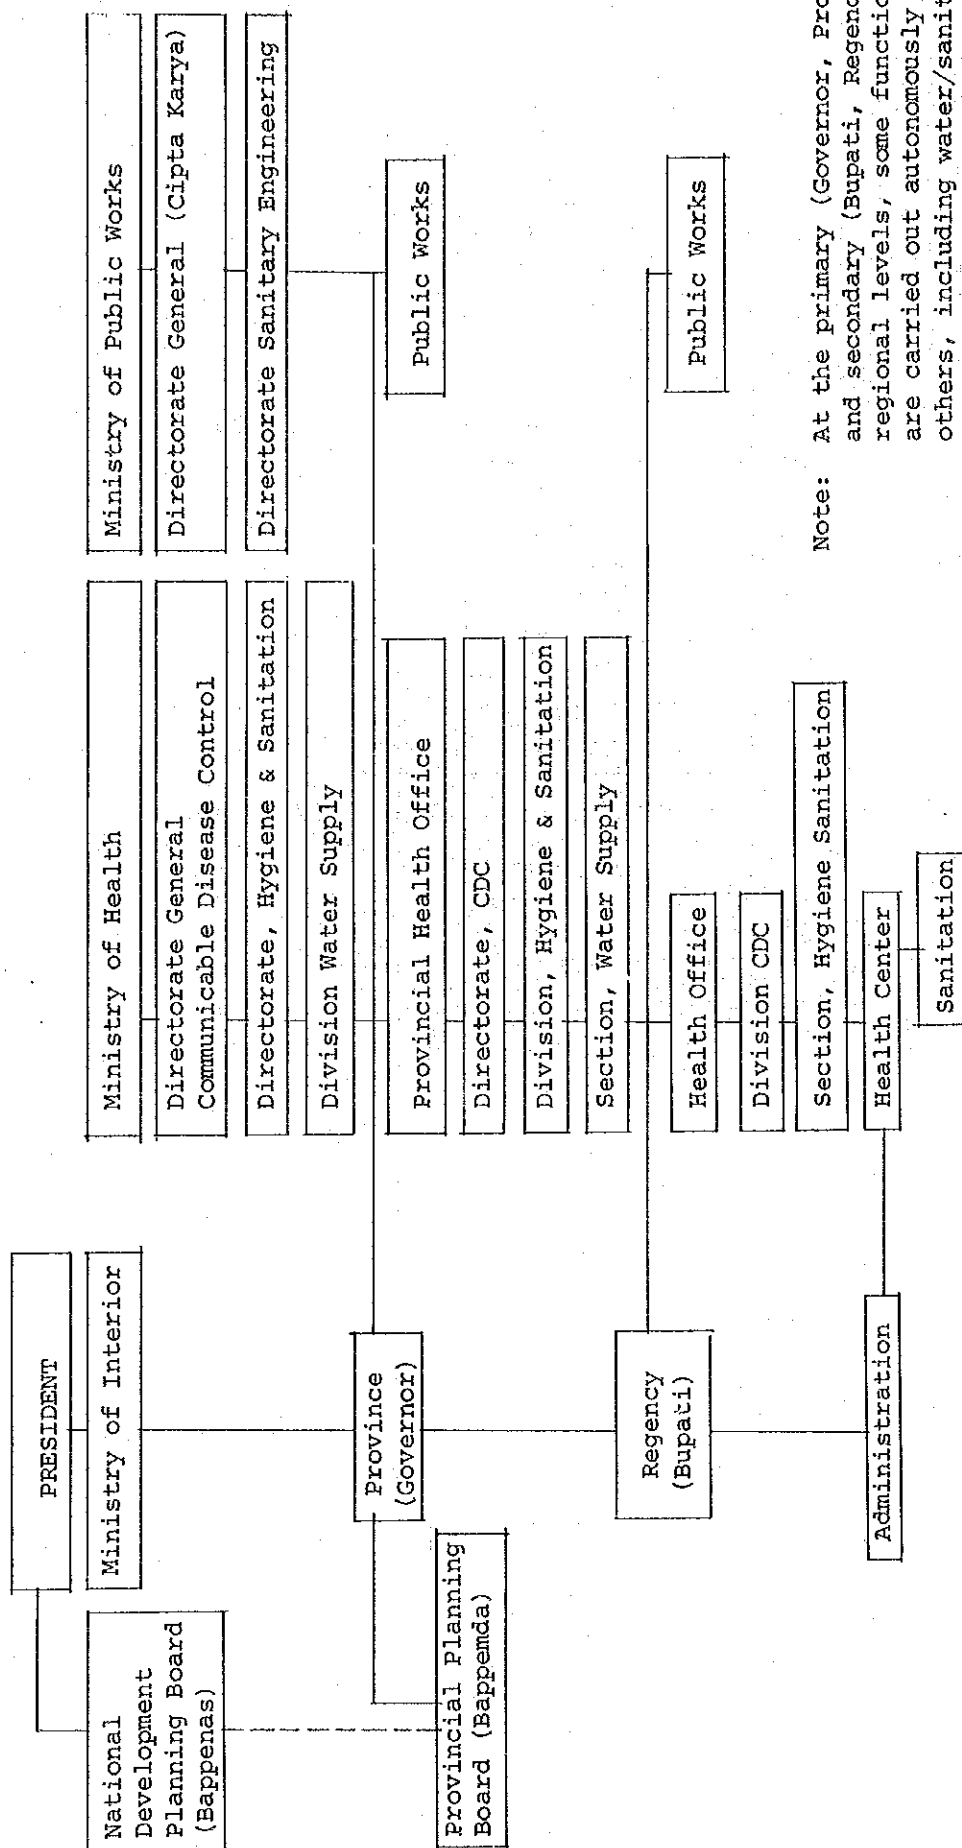 PRESIDENT
National
Development
Planning Board
(Bappenas)
Ministry of Interior
Ministry of Health
Ministry of Public Works
Directorate General
Communicable Disease Control
Directorate General (Cipta Karya)
Directorate, Hygiene & Sanitation
Directorate Sanitary Engineering
Division Water Supply
Province
(Governor)
Provincial Planning
Board (Bappemda)
Provincial Health Office
Public Works
Directorate, CDC
Division, Hygiene & Sanitation
Section, Water Supply
Regency
(Bupati)
Health Office
Public Works
Division CDC
Section, Hygiene Sanitation
Administration
Health Center
Sanitation
Note: At the primary (Governor,
and secondary (Bupati,
regional levels, some
are carried out autonomously
others, including